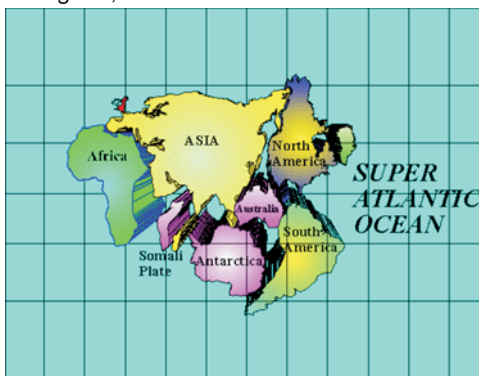 Africa
ASIA
North
America
SUPER
ATLANTIC
OCEAN
Australia
South
America
Somali
Plate
Antarctica